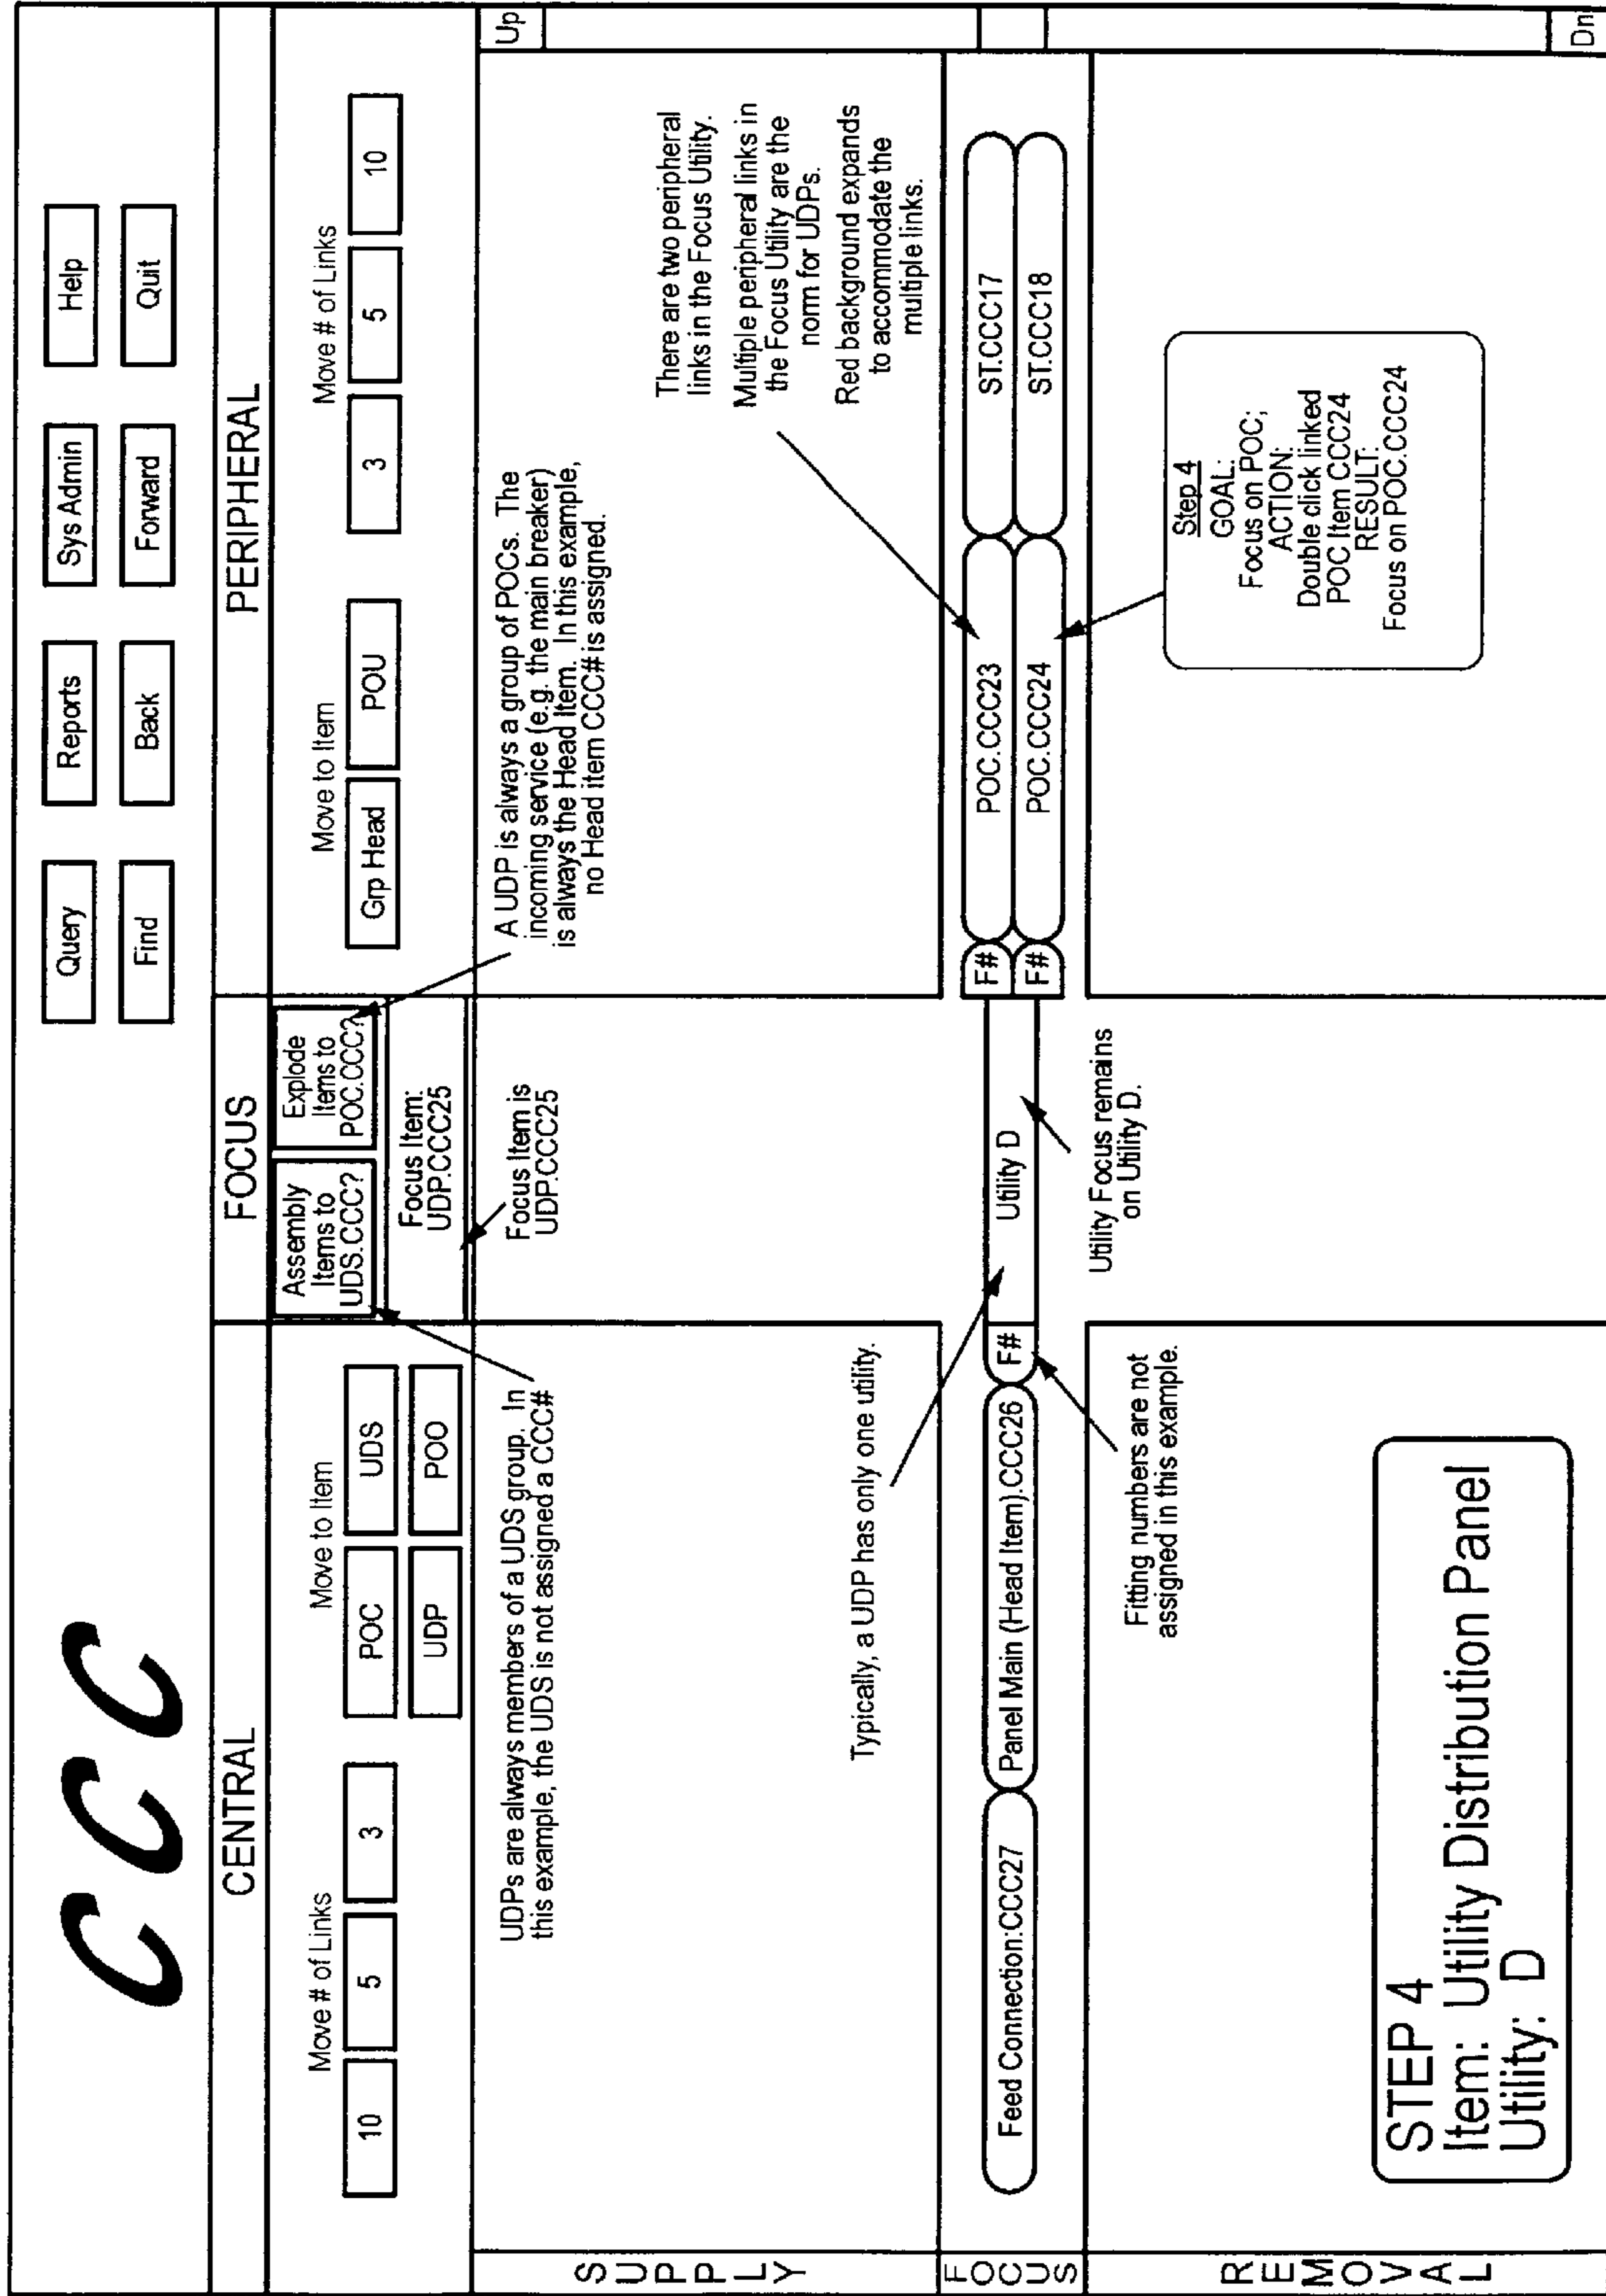 CCC
Query
Reports
Sys Admin
Help
Find
Back
Forward
Quit
CENTRAL
FOCUS
PERIPHERAL
Move # of Links
10
5
3
Move to Item
POC
UDS
UDP
POO
Assembly
Items to
UDS.CCC?
Explode
Items to
POC.CCC?
Focus Item:
UDP.CCC25
Move to Item
Grp Head
POU
Move # of Links
3
5
10
Up
Dn
SUPPLY
FOCUS
REMOVAL
UDPs are always members of a UDS group. In
this example, the UDS is not assigned a CCC#
Focus Item is
UDP.CCC25
A UDP is always a group of POCs. The
incoming service (e.g. the main breaker)
is always the Head Item. In this example,
no Head item CCC# is assigned.
There are two peripheral
links in the Focus Utility.
Multiple peripheral links in
the Focus Utility are the
norm for UDPs.
Red background expands
to accommodate the
multiple links.
Typically, a UDP has only one utility.
Feed Connection:CCC27
Panel Main (Head Item).CCC26
F#
Utility D
F#
POC.CCC23
ST.CCC17
F#
POC.CCC24
ST.CCC18
Fitting numbers are not
assigned in this example.
Utility Focus remains
on Utility D.
Step 4
GOAL:
Focus on POC;
ACTION:
Double click linked
POC Item CCC24
RESULT:
Focus on POC.CCC24
STEP 4
Item: Utility Distribution Panel
Utility: D